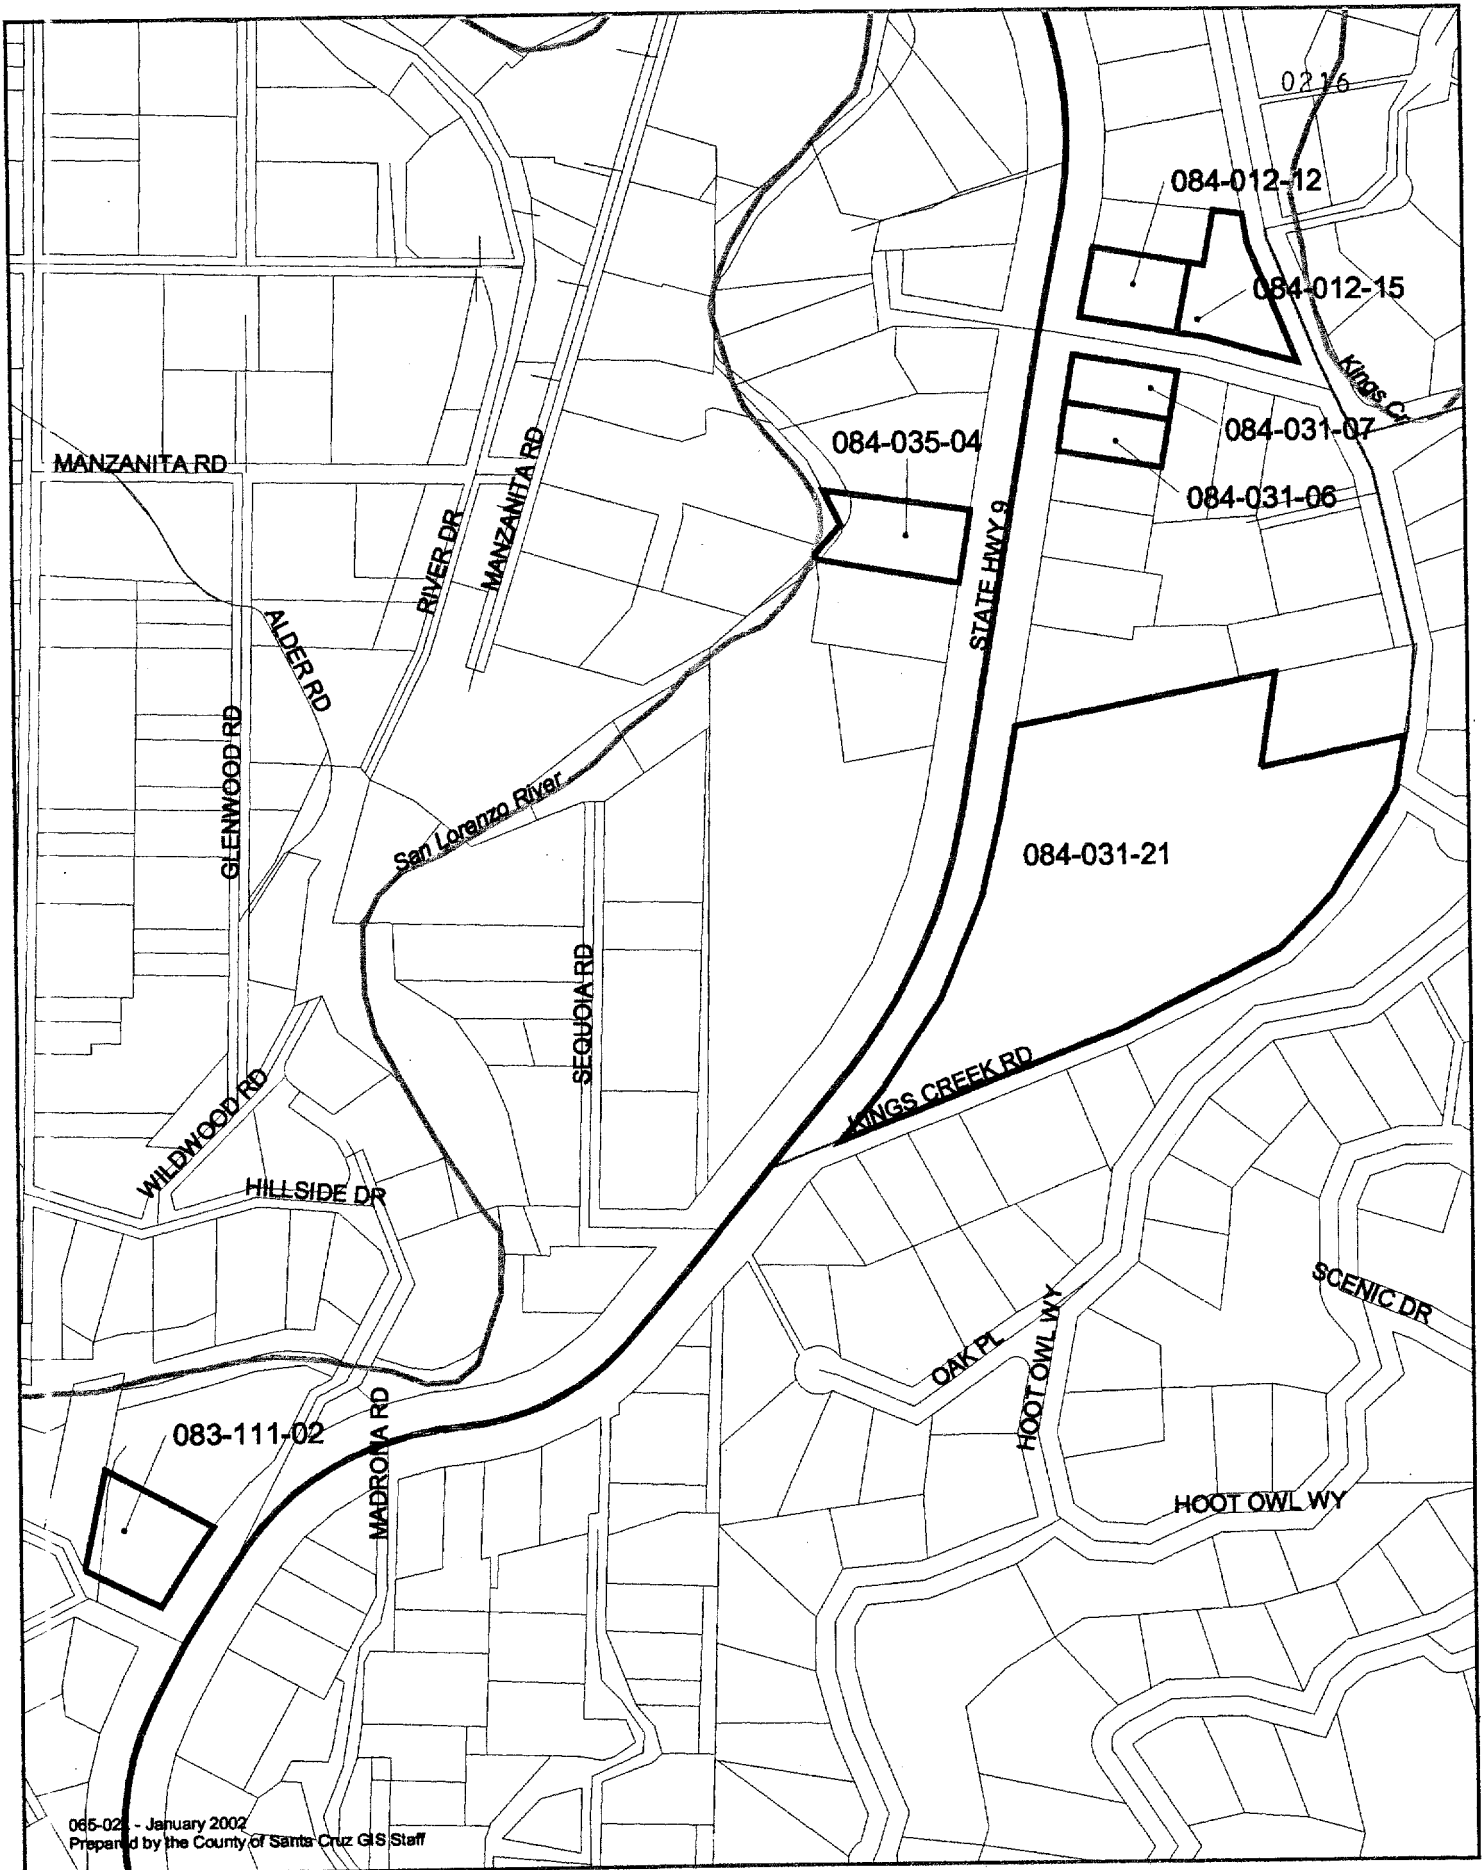 0216
084-012-12
084-012-15
Kings Cr
084-031-07
084-035-04
084-031-06
MANZANITA RD
MANZANITA RD
RIVER DR
STATE HWY 9
ALDER RD
GLENWOOD RD
San Lorenzo River
084-031-21
SEQUOIA RD
KINGS CREEK RD
WILDWOOD RD
HILLSIDE DR
SCENIC DR
OAK PL
HOOT OWL WY
083-111-02
MADRONA RD
HOOT OWL WY
- January 2002
Prepared by the County of Santa Cruz GIS Staff